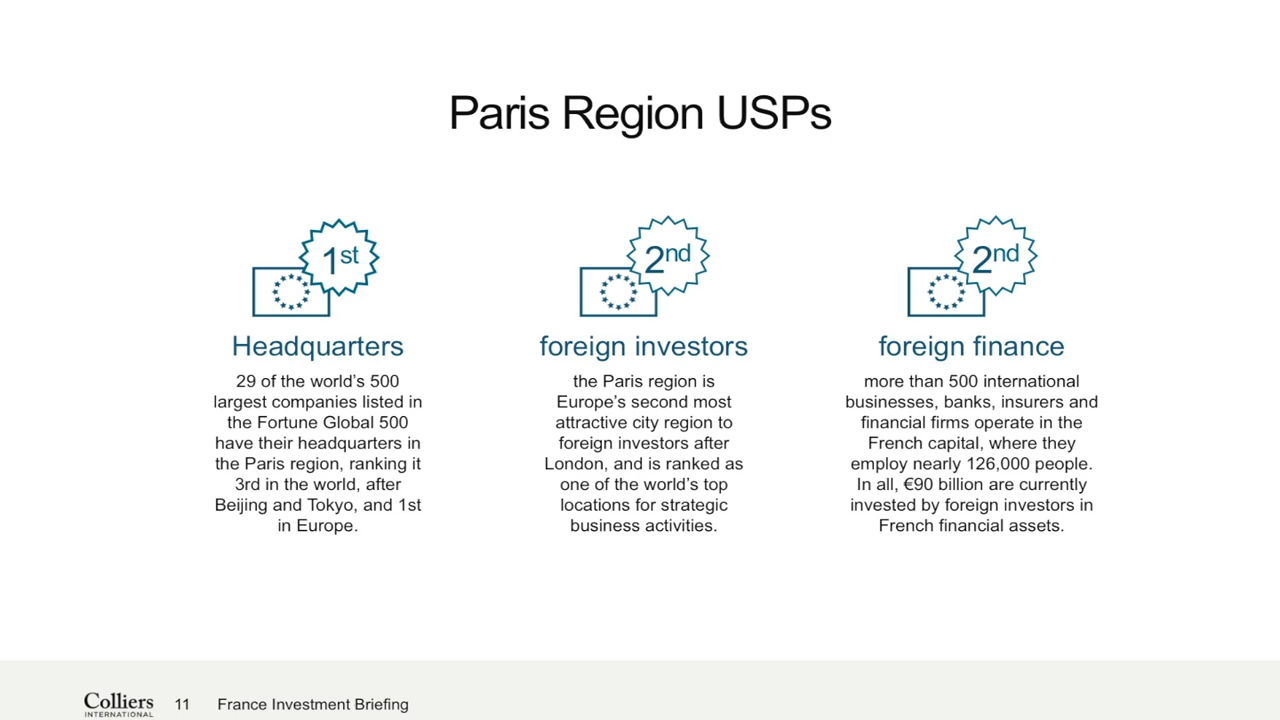 Paris Region USPs
1st
Headquarters
29 of the world’s 500
largest companies listed in
the Fortune Global 500
have their headquarters in
the Paris region, ranking it
3rd in the world, after
Beijing and Tokyo, and 1st
in Europe.
2nd
foreign investors
the Paris region is
Europe’s second most
attractive city region to
foreign investors after
London, and is ranked as
one of the world’s top
locations for strategic
business activities.
2nd
foreign finance
more than 500 international
businesses, banks, insurers and
financial firms operate in the
French capital, where they
employ nearly 126,000 people.
In all, €90 billion are currently
invested by foreign investors in
French financial assets.
Colliers
INTERNATIONAL
11 France Investment Briefing